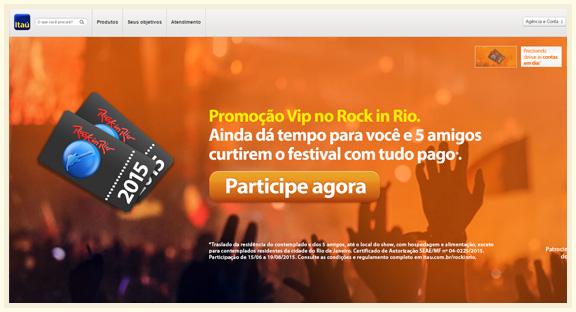 Itaú
O que você procura?
Produtos
Seus objetivos
Atendimento
Agência e Conta
Precisando
deixar as contas
em dia?
Promoção Vip no Rock in Rio.
Ainda dá tempo para você e 5 amigos
curtirem o festival com tudo pago*.
Participe agora
Rock in Rio
Rock in Rio
2015
15
*Traslado da residência do contemplado e dos 5 amigos, até o local do show, com hospedagem e alimentação, exceto
para contemplados residentes da cidade do Rio de Janeiro. Certificado de Autorização SEAE/MF nº 04-0225/2015.
Participação de 15/06 a 19/08/2015. Consulte as condições e regulamento completo em itau.com.br/rockinrio.
Patroci
de